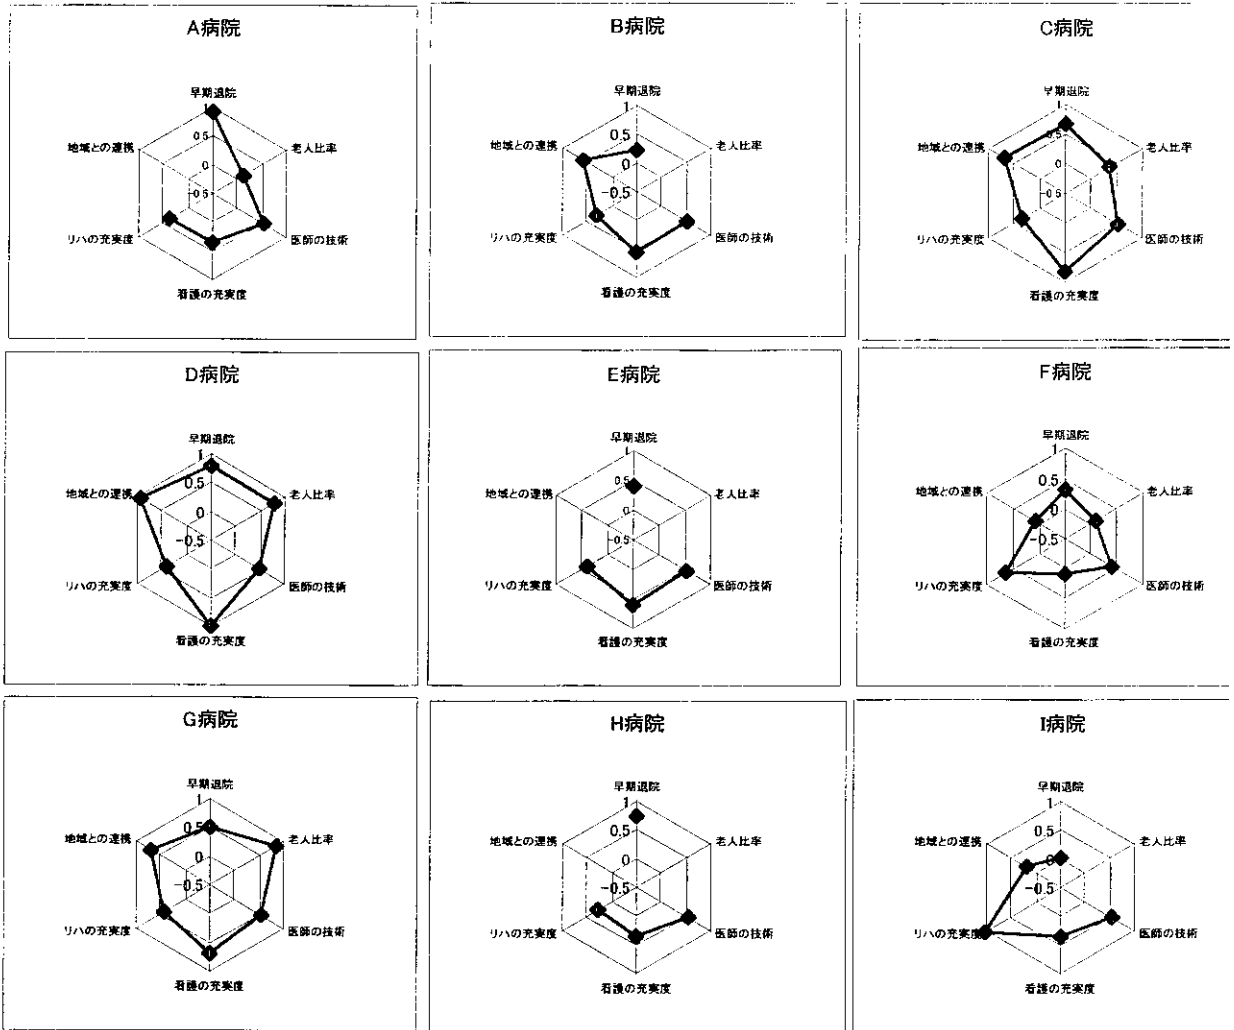 A病院
早期退院
1
0.5
0
-0.5
地域との連携
老人比率
リハの充実度
医師の技術
看護の充実度
B病院
早期退院
1
0.5
0
-0.5
地域との連携
老人比率
リハの充実度
医師の技術
看護の充実度
C病院
早期退院
1
0.5
0
-0.5
地域との連携
老人比率
リハの充実度
医師の技術
看護の充実度
D病院
早期退院
1
0.5
0
-0.5
地域との連携
老人比率
リハの充実度
医師の技術
看護の充実度
E病院
早期退院
1
0.5
0
-0.5
地域との連携
老人比率
リハの充実度
医師の技術
看護の充実度
F病院
早期退院
1
0.5
0
-0.5
地域との連携
老人比率
リハの充実度
医師の技術
看護の充実度
G病院
早期退院
1
0.5
0
-0.5
地域との連携
老人比率
リハの充実度
医師の技術
看護の充実度
H病院
早期退院
1
0.5
0
-0.5
地域との連携
老人比率
リハの充実度
医師の技術
看護の充実度
I病院
早期退院
1
0.5
0
-0.5
地域との連携
老人比率
リハの充実度
医師の技術
看護の充実度